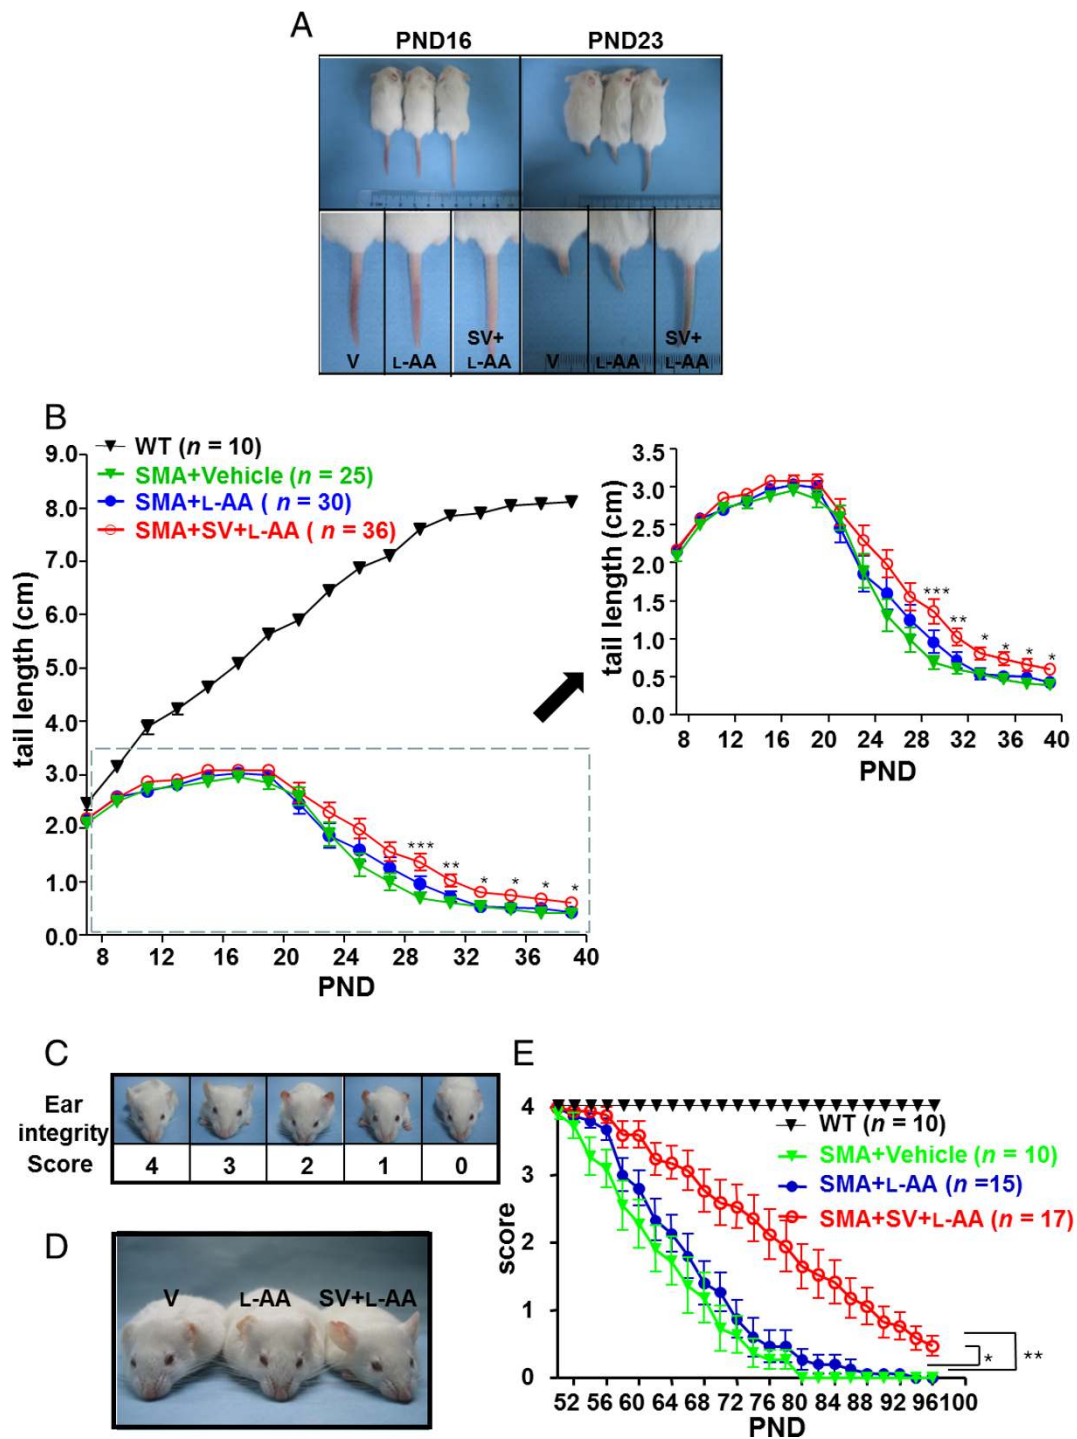 A
PND16 PND23
V L-AA SV+ L-AA V L-AA SV+ L-AA
B
WT (n = 10)
SMA+Vehicle (n = 25)
SMA+L-AA ( n = 30)
SMA+SV+L-AA ( n = 36)
9.0
8.0
7.0
6.0
5.0
4.0
3.0
2.0
1.0
0.0
tail length (cm)
*** ** * * * *
8 12 16 20 24 28 32 36 40
PND
3.5
3.0
2.5
2.0
1.5
1.0
0.5
0.0
tail length (cm)
*** ** * * * *
8 12 16 20 24 28 32 36 40
PND
C
Ear integrity
Score 4 3 2 1 0
D
V L-AA SV+L-AA
E
4
3
2
1
0
score
WT (n = 10)
SMA+Vehicle (n = 10)
SMA+L-AA (n =15)
SMA+SV+L-AA (n = 17)
* **
52 56 60 64 68 72 76 80 84 88 92 96 100
PND